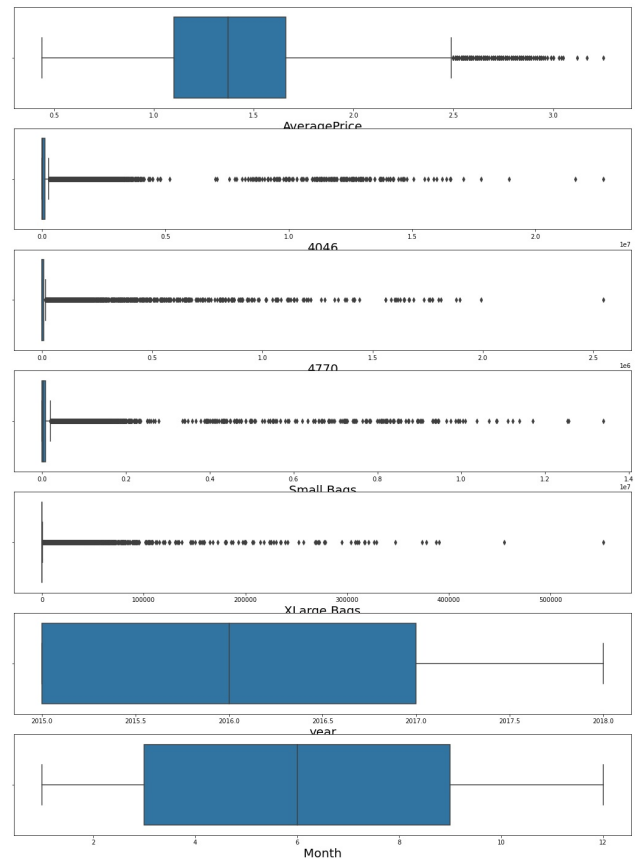 0.5 1.0 1.5 2.0 2.5 3.0
AveragePrice
0.0 0.5 1.0 1.5 2.0
1e7
4046
0.0 0.5 1.0 1.5 2.0 2.5
1e6
4770
0.0 0.2 0.4 0.6 0.8 1.0 1.2 1.4
1e7
Small Bags
0 100000 200000 300000 400000 500000
XLarge Bags
2015.0 2015.5 2016.0 2016.5 2017.0 2017.5 2018.0
year
2 4 6 8 10 12
Month